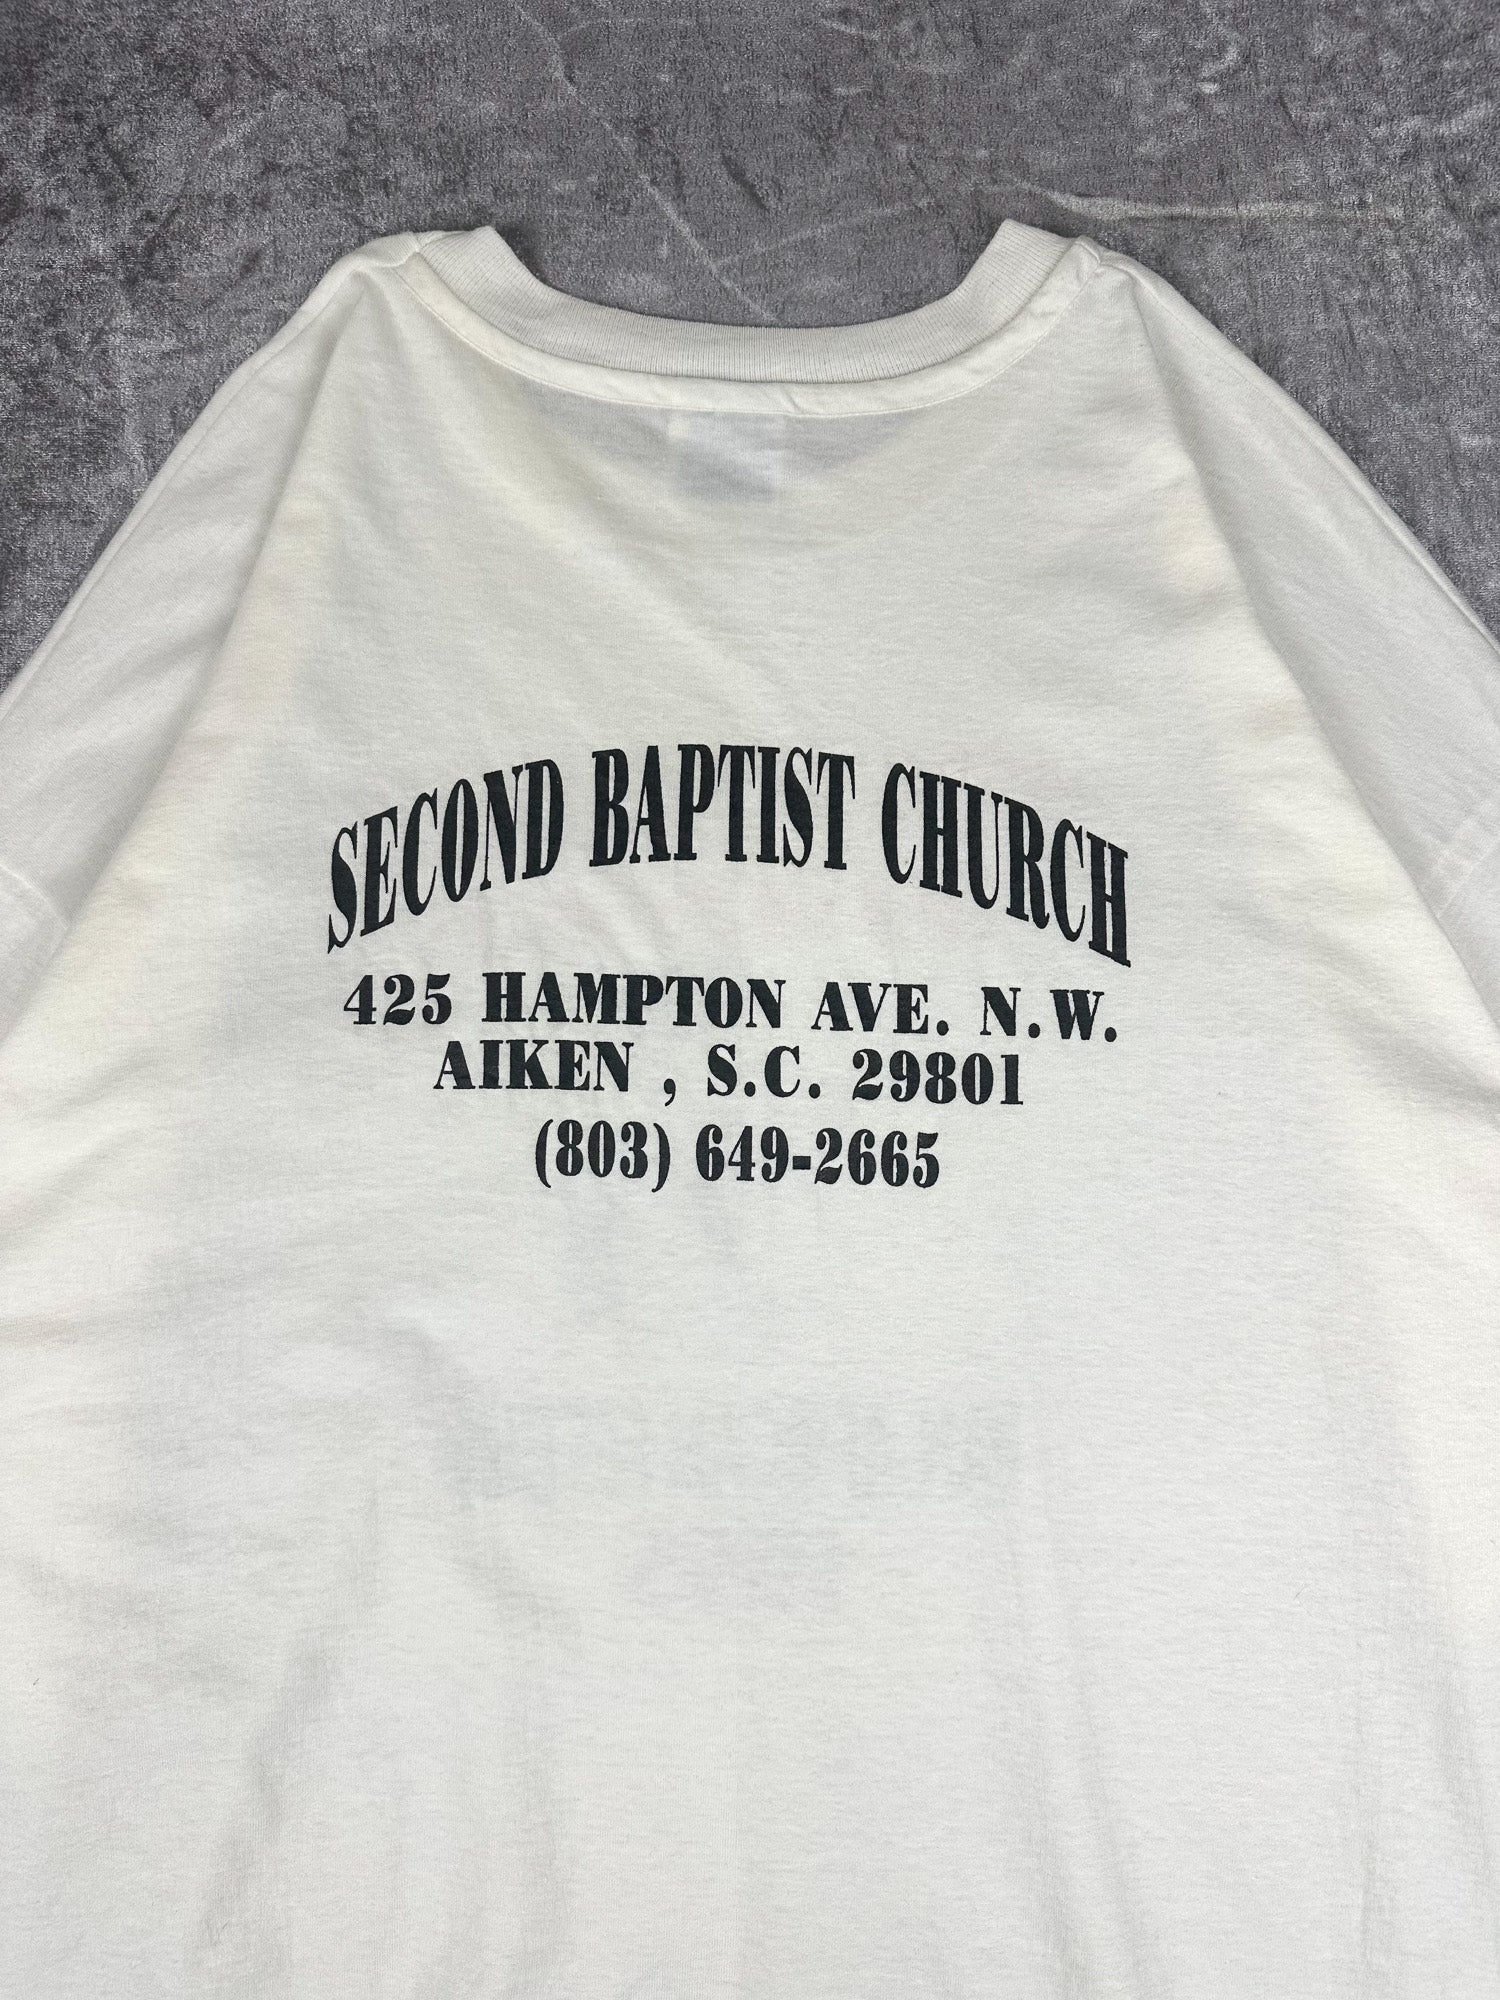 SECOND BAPTIST CHURCH
425 HAMPTON AVE. N.W.
AIKEN , S.C. 29801
(803) 649-2665